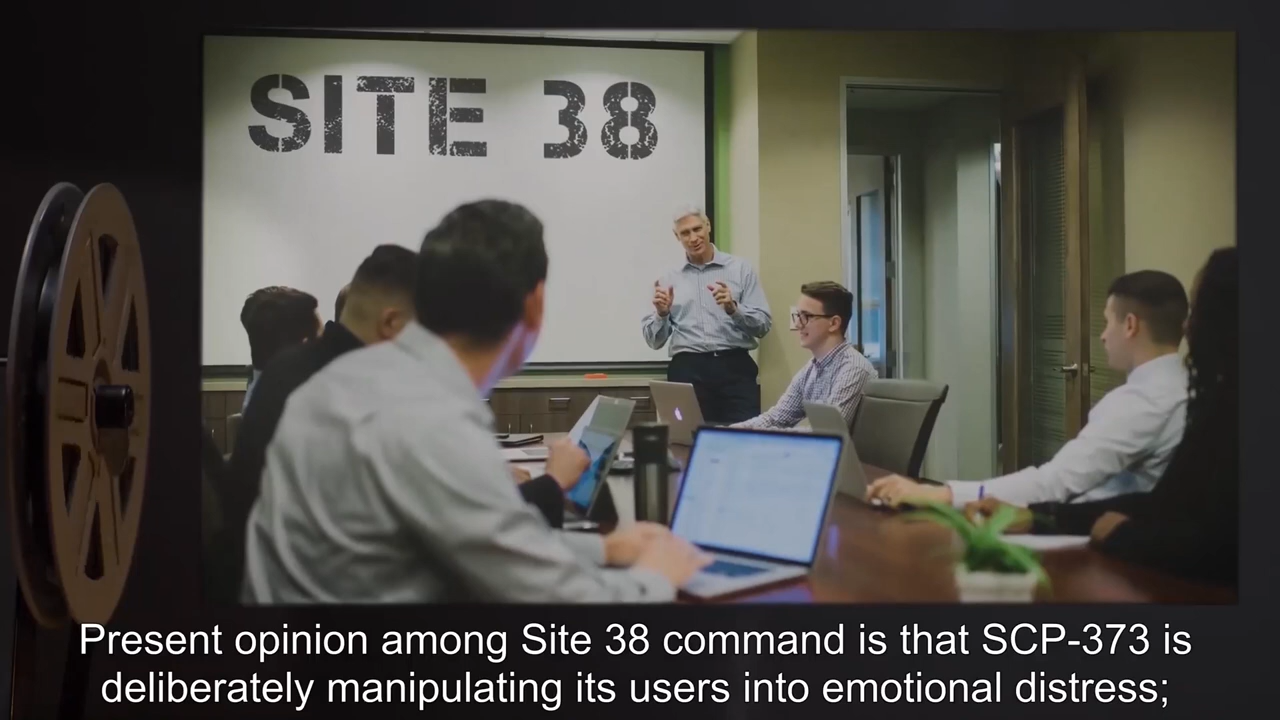 SITE 38
Present opinion among Site 38 command is that SCP-373 is
deliberately manipulating its users into emotional distress;